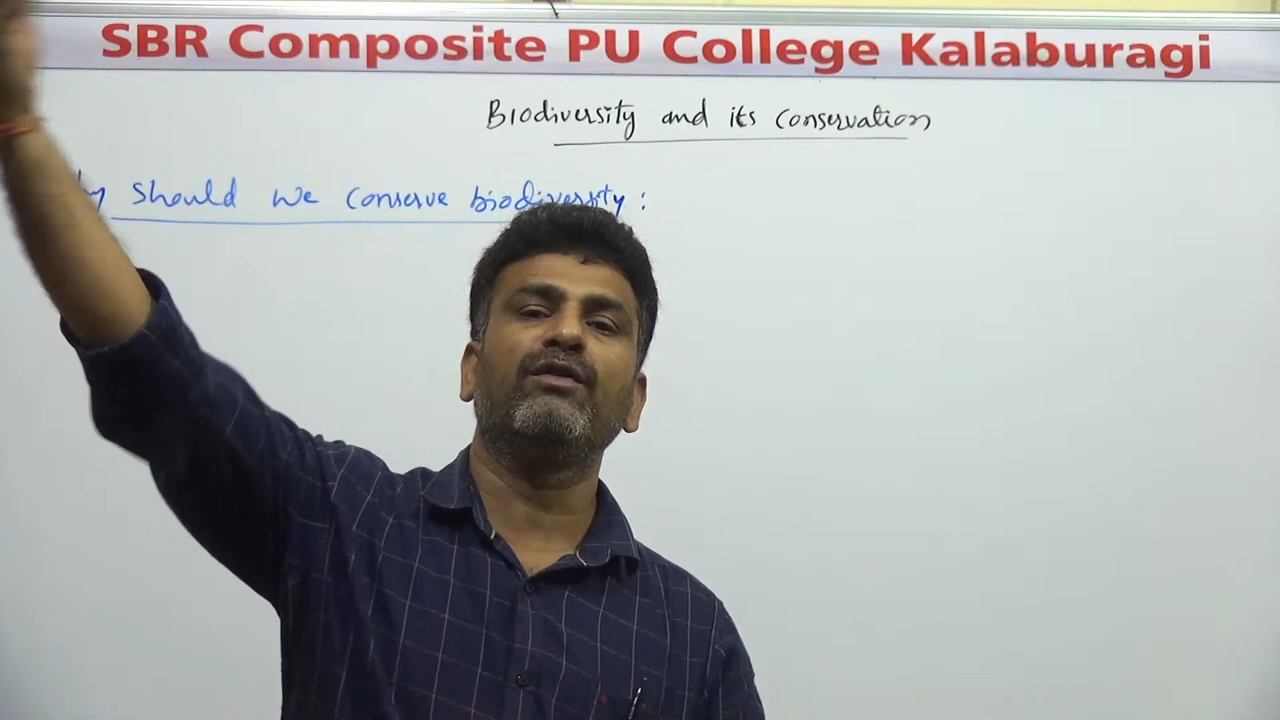 SBR Composite PU College Kalaburagi
Biodiversity and its conservation
should we conserve biodiversity :